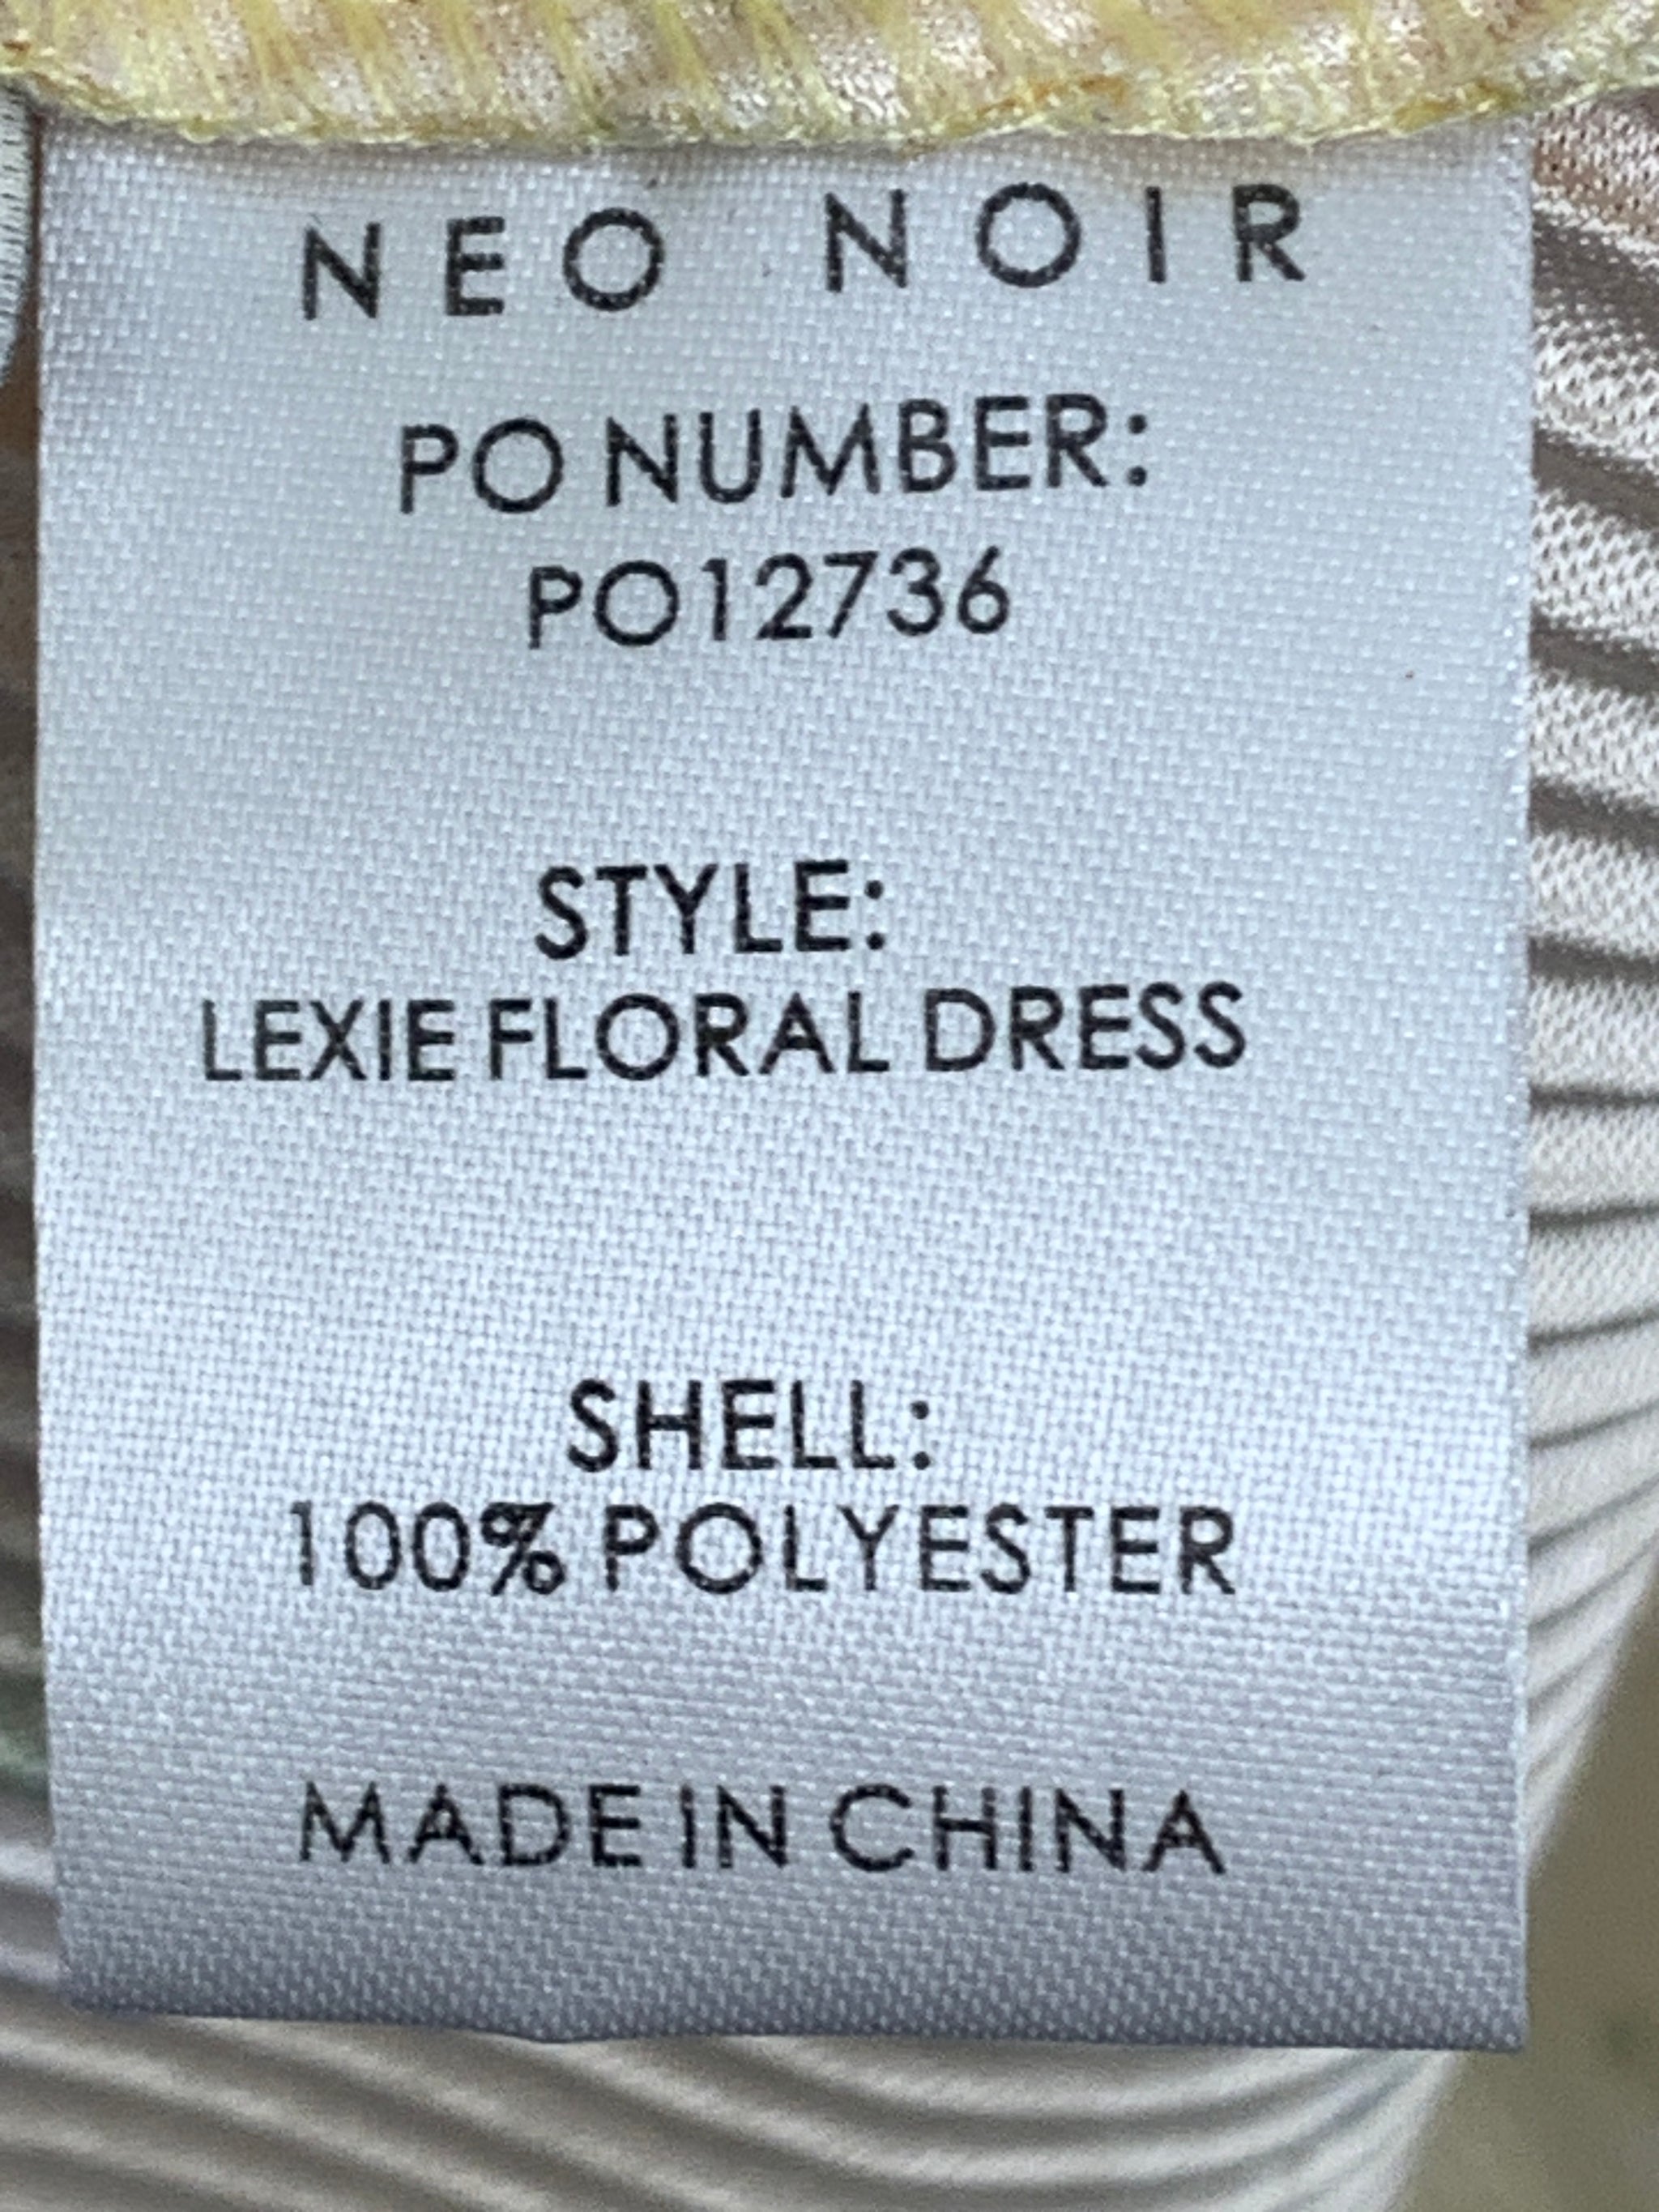 NEO NOIR
PO NUMBER:
PO12736
STYLE:
LEXIE FLORAL DRESS
SHELL:
100% POLYESTER
MADE IN CHINA